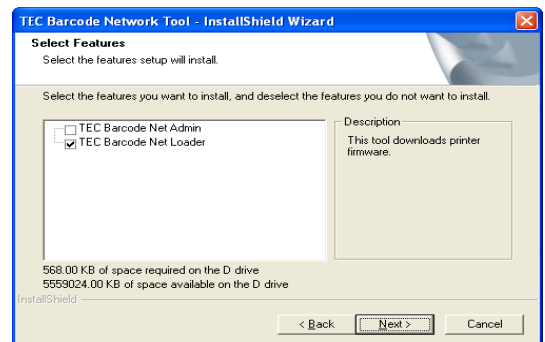 TEC Barcode Network Tool - InstallShield Wizard
Select Features
Select the features setup will install.
Select the features you want to install, and deselect the features you do not want to install.
TEC Barcode Net Admin
TEC Barcode Net Loader
Description
This tool downloads printer
firmware.
568.00 KB of space required on the D drive
5559024.00 KB of space available on the D drive
InstallShield
< Back
Next >
Cancel